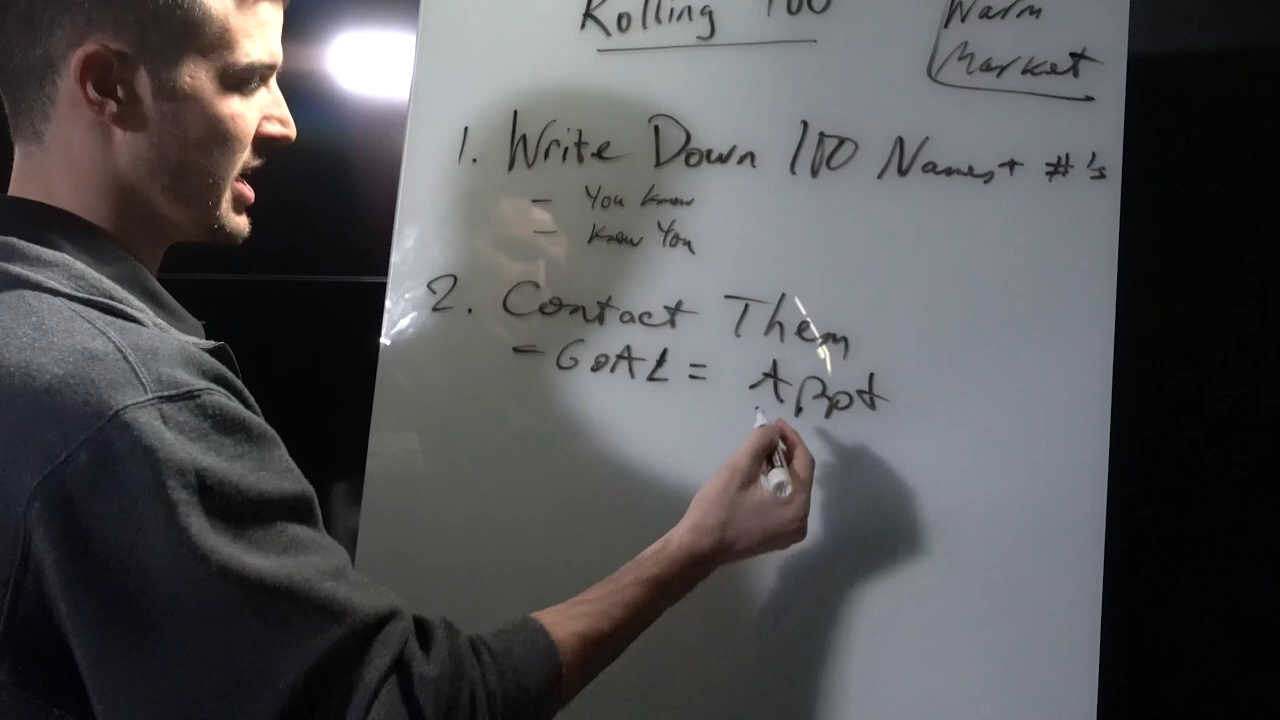 Rolling 100
Warm
Market
1. Write Down 100 Names + #'s
- You know
- know You
2. Contact Them
- GOAL = APpt